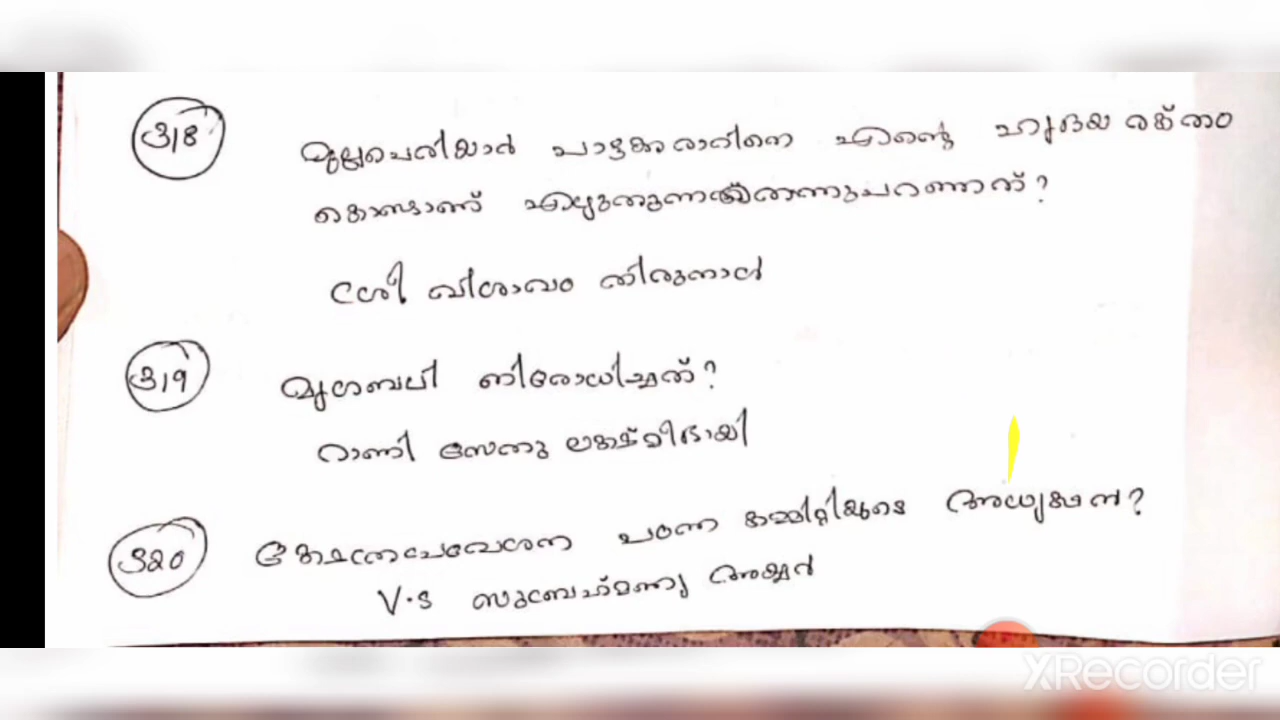 318 മുല്ലപെരിയാർ പാട്ടക്കരാറിനെ എന്റെ ഹൃദയ രക്തം
കൊണ്ടാണ് എഴുതുന്നതെന്നുപറഞ്ഞത്?
ശ്രീ വിശാഖം തിരുനാൾ
319 മൃഗബലി നിരോധിച്ചത്?
റാണി സേതു ലക്ഷ്മീഭായി
320 ക്ഷേത്രപ്രവേശന പഠന കമ്മിറ്റിയുടെ അധ്യക്ഷൻ?
V.S സുബ്രഹ്മണ്യ അയ്യർ
XRecorder